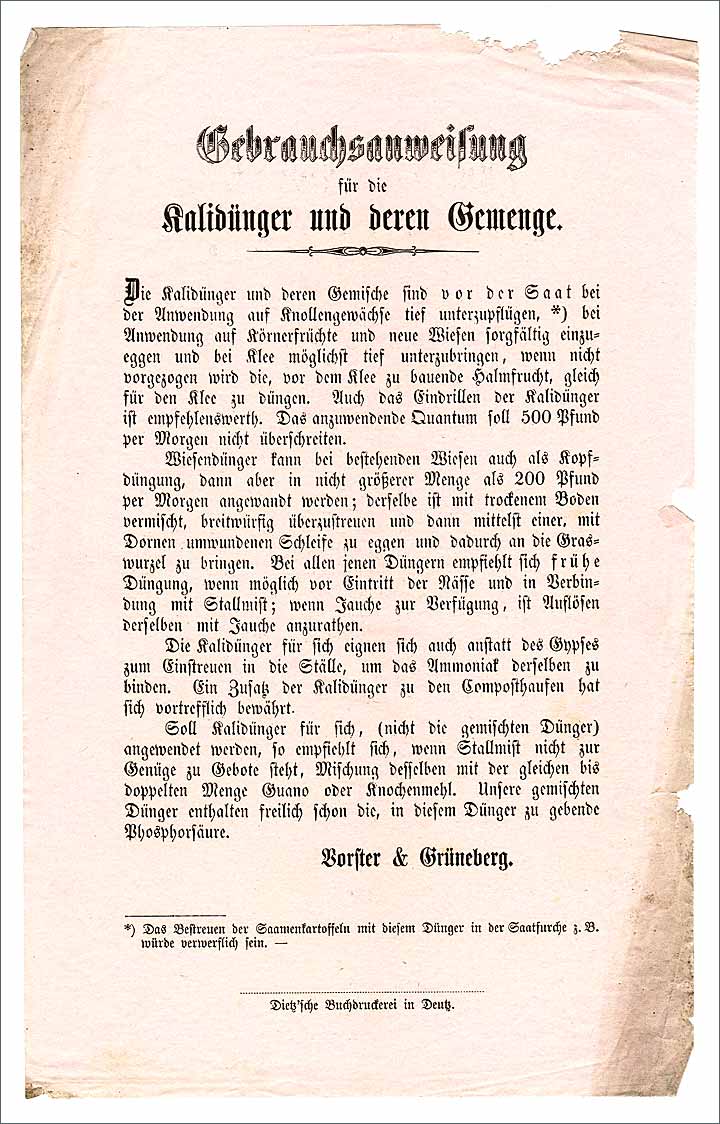 Gebrauchsanweisung
für die
Kalidünger und deren Gemenge.
Die Kalidünger und deren Gemische sind vor der Saat bei
der Anwendung auf Knollengewächse tief unterzupflügen, *) bei
Anwendung auf Körnerfrüchte und neue Wiesen sorgfältig einzu-
eggen und bei Klee möglichst tief unterzubringen, wenn nicht
vorgezogen wird die, vor dem Klee zu bauende Halmfrucht, gleich
für den Klee zu düngen. Auch das Eindrillen der Kalidünger
ist empfehlenswerth. Das anzuwendende Quantum soll 500 Pfund
per Morgen nicht überschreiten.
Wiesendünger kann bei bestehenden Wiesen auch als Kopf-
düngung, dann aber in nicht größerer Menge als 200 Pfund
per Morgen angewandt werden; derselbe ist mit trockenem Boden
vermischt, breitwürfig überzustreuen und dann mittelst einer, mit
Dornen umwundenen Schleife zu eggen und dadurch an die Gras-
wurzel zu bringen. Bei allen jenen Düngern empfiehlt sich frühe
Düngung, wenn möglich vor Eintritt der Nässe und in Verbin-
dung mit Stallmist; wenn Jauche zur Verfügung, ist Auflösen
derselben mit Jauche anzurathen.
Die Kalidünger für sich eignen sich auch anstatt des Gypses
zum Einstreuen in die Ställe, um das Ammoniak derselben zu
binden. Ein Zusatz der Kalidünger zu den Composthaufen hat
sich vortrefflich bewährt.
Soll Kalidünger für sich, (nicht die gemischten Dünger)
angewendet werden, so empfiehlt sich, wenn Stallmist nicht zur
Genüge zu Gebote steht, Mischung desselben mit der gleichen bis
doppelten Menge Guano oder Knochenmehl. Unsere gemischten
Dünger enthalten freilich schon die, in diesem Dünger zu gebende
Phosphorsäure.
Vorster & Grüneberg.
*) Das Bestreuen der Saamenkartoffeln mit diesem Dünger in der Saatfurche z. B.
würde verwerflich sein. —
Dietz'sche Buchdruckerei in Deutz.